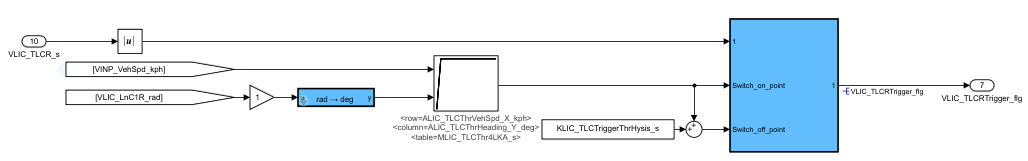 10
VLIC_TLCR_s
|u|
[VINP_VehSpd_kph]
[VLIC_LnC1R_rad]
1
rad → deg
y
<row=ALIC_TLCThrVehSpd_X_kph>
<column=ALIC_TLCThrHeading_Y_deg>
<table=MLIC_TLCThr4LKA_s>
KLIC_TLCTriggerThrHysis_s
+
+
1
Switch_on_point
Switch_off_point
1
VLIC_TLCRTrigger_flg
7
VLIC_TLCRTrigger_flg